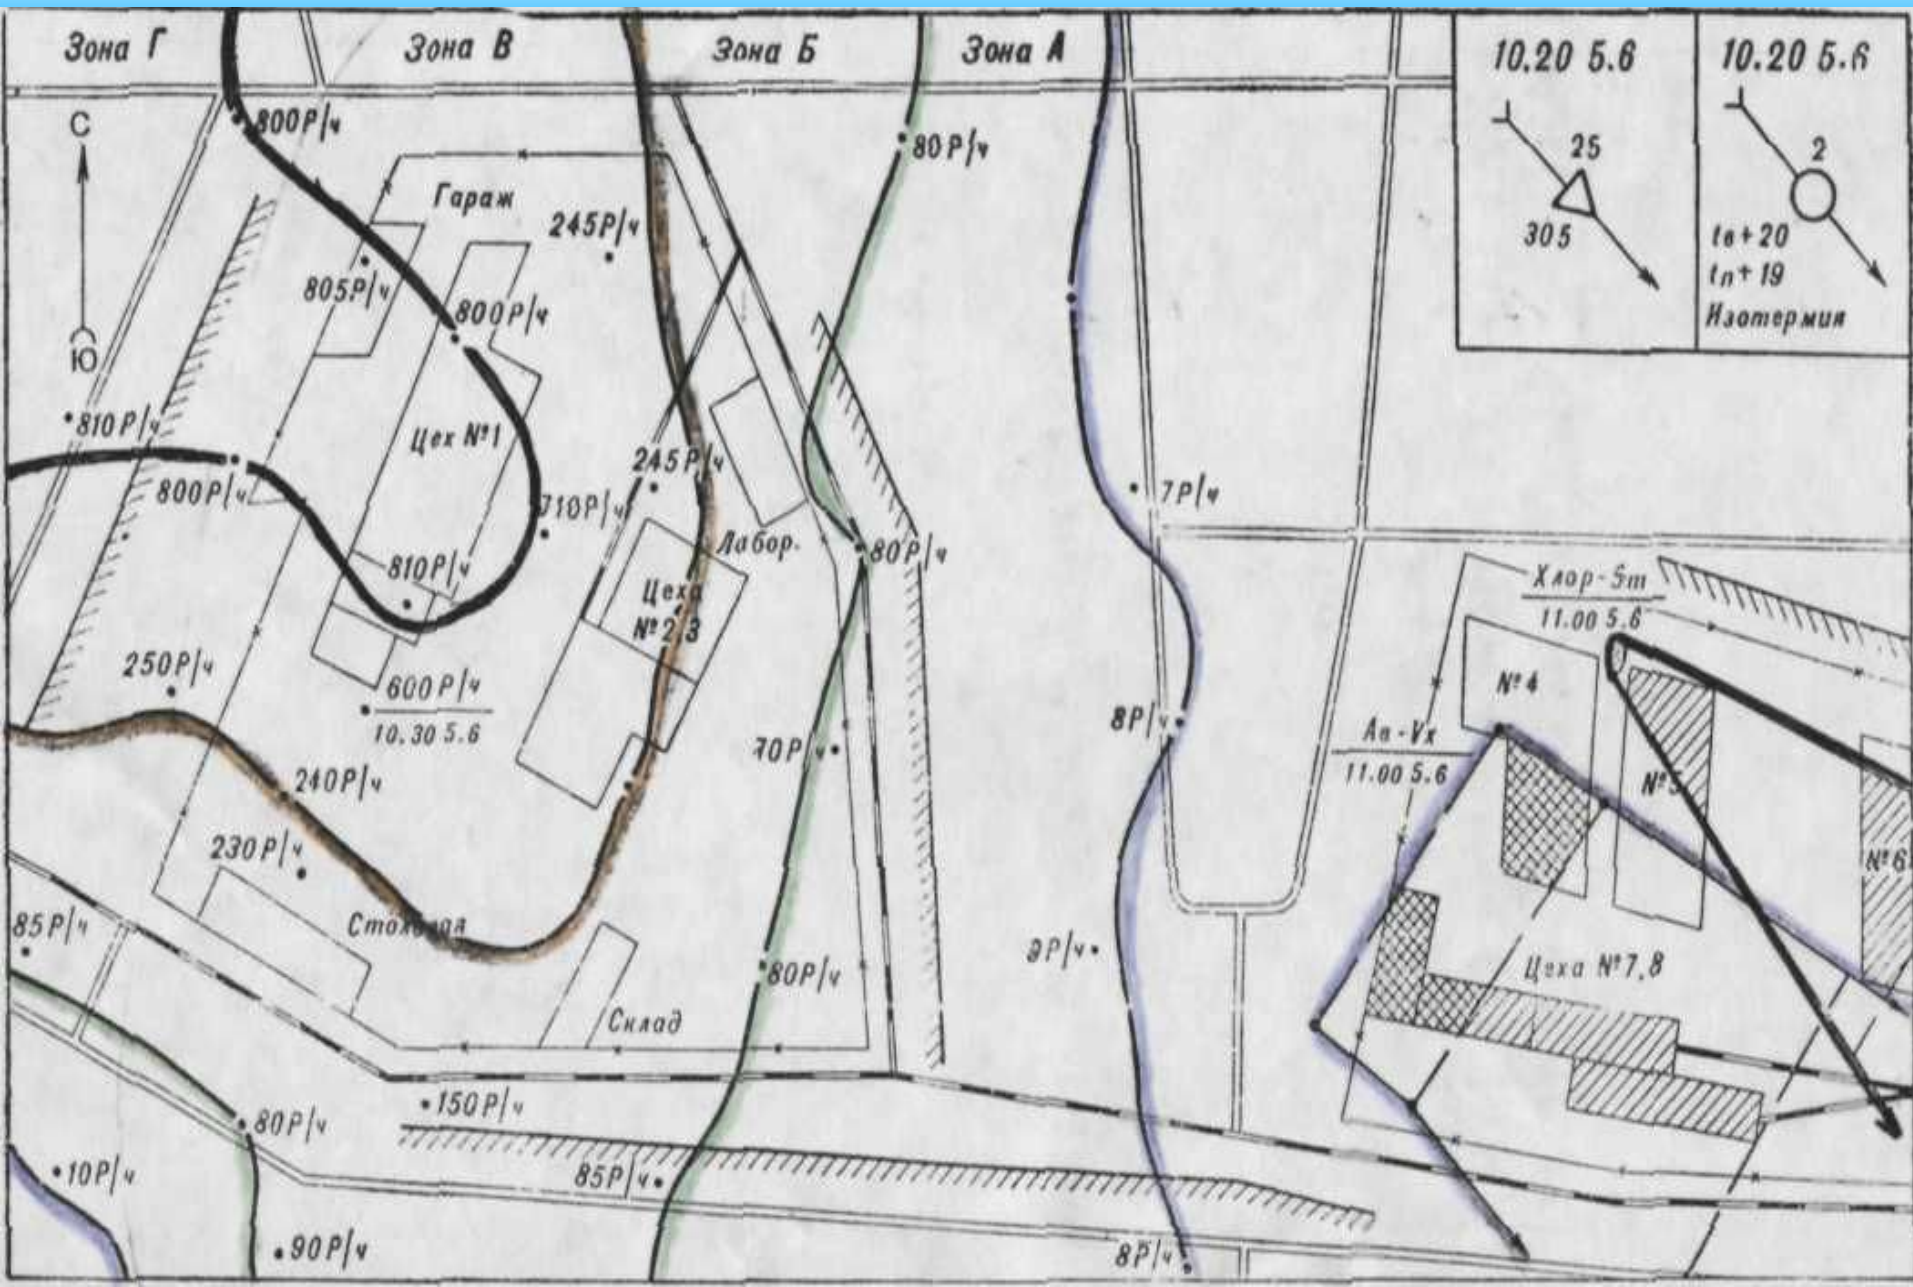 Зона Г
Зона В
Зона Б
Зона А
10.20 5.6
25
305
10.20 5.6
2
tв+20
tп+19
Изотермия
С
Ю
800Р/ч
80Р/ч
Гараж
245Р/ч
805Р/ч
800Р/ч
810Р/ч
Цех №1
245Р/ч
800Р/ч
710Р/ч
7Р/ч
Лабор.
80Р/ч
810Р/ч
Цеха
№2,3
Хлор-5т
11.00 5.6
250Р/ч
600Р/ч
10.30 5.6
№4
8Р/ч
Ав-Vх
11.00 5.6
70Р/ч
240Р/ч
№5
230Р/ч
№6
85Р/ч
Столовая
80Р/ч
9Р/ч
Цеха №7,8
Склад
150Р/ч
80Р/ч
10Р/ч
85Р/ч
90Р/ч
8Р/ч